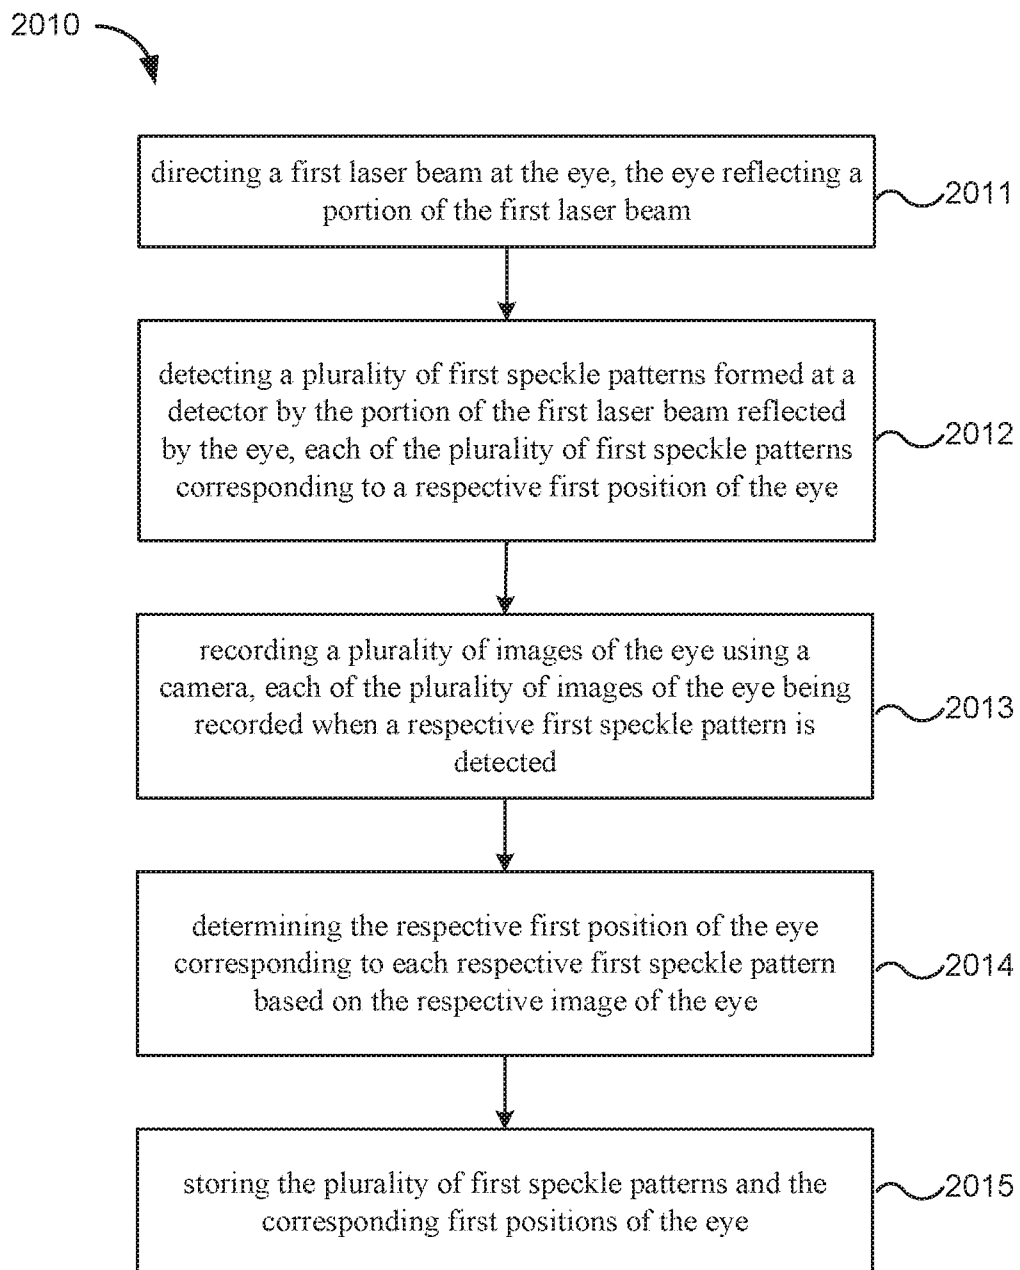 2010
directing a first laser beam at the eye, the eye reflecting a
portion of the first laser beam
2011
detecting a plurality of first speckle patterns formed at a
detector by the portion of the first laser beam reflected
by the eye, each of the plurality of first speckle patterns
corresponding to a respective first position of the eye
2012
recording a plurality of images of the eye using a
camera, each of the plurality of images of the eye being
recorded when a respective first speckle pattern is
detected
2013
determining the respective first position of the eye
corresponding to each respective first speckle pattern
based on the respective image of the eye
2014
storing the plurality of first speckle patterns and the
corresponding first positions of the eye
2015